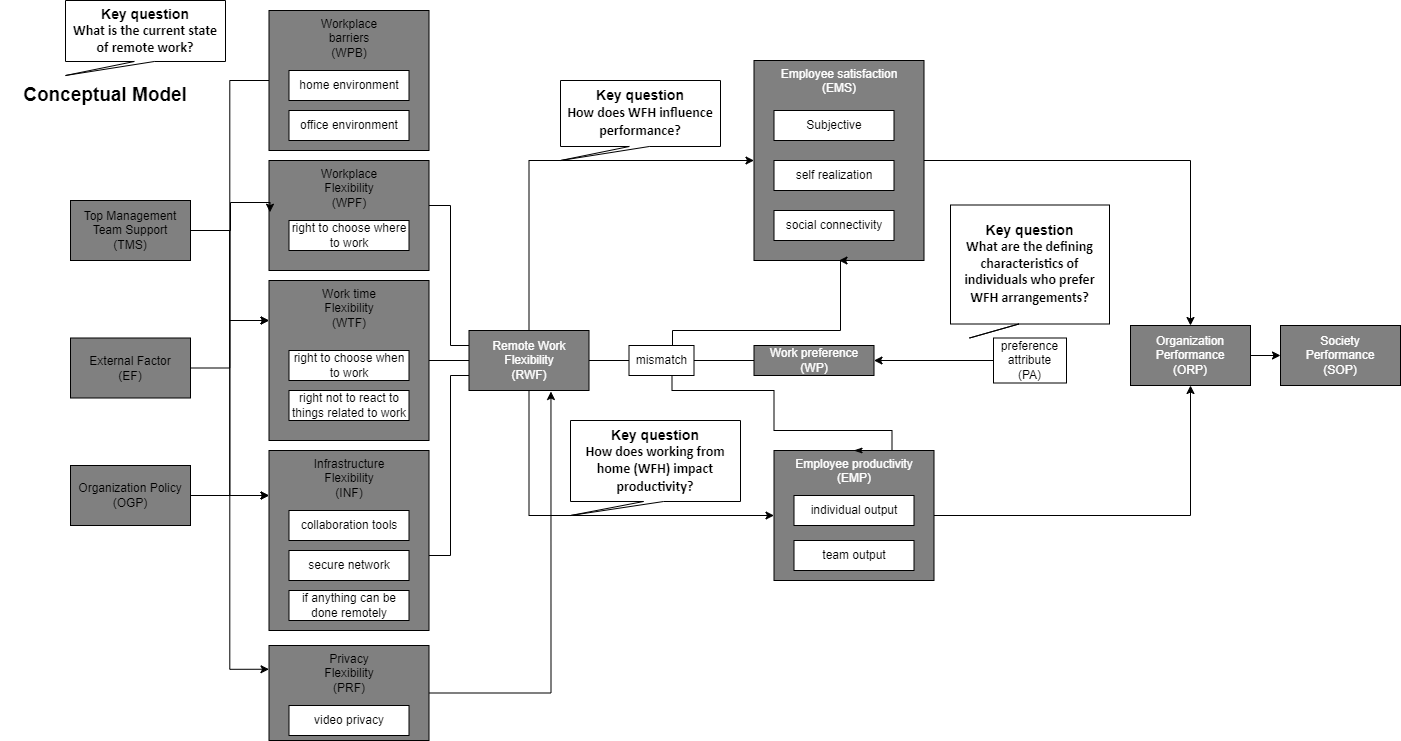 Key question
What is the current state
of remote work?
Conceptual Model
Top Management
Team Support
(TMS)
External Factor
(EF)
Organization Policy
(OGP)
Workplace
barriers
(WPB)
home environment
office environment
Workplace
Flexibility
(WPF)
right to choose where
to work
Work time
Flexibility
(WTF)
right to choose when
to work
right not to react to
things related to work
Infrastructure
Flexibility
(INF)
collaboration tools
secure network
if anything can be
done remotely
Privacy
Flexibility
(PRF)
video privacy
Remote Work
Flexibility
(RWF)
Key question
How does WFH influence
performance?
Key question
How does working from
home (WFH) impact
productivity?
mismatch
Employee satisfaction
(EMS)
Subjective
self realization
social connectivity
Work preference
(WP)
Employee productivity
(EMP)
individual output
team output
Key question
What are the defining
characteristics of
individuals who prefer
WFH arrangements?
preference
attribute
(PA)
Organization
Performance
(ORP)
Society
Performance
(SOP)